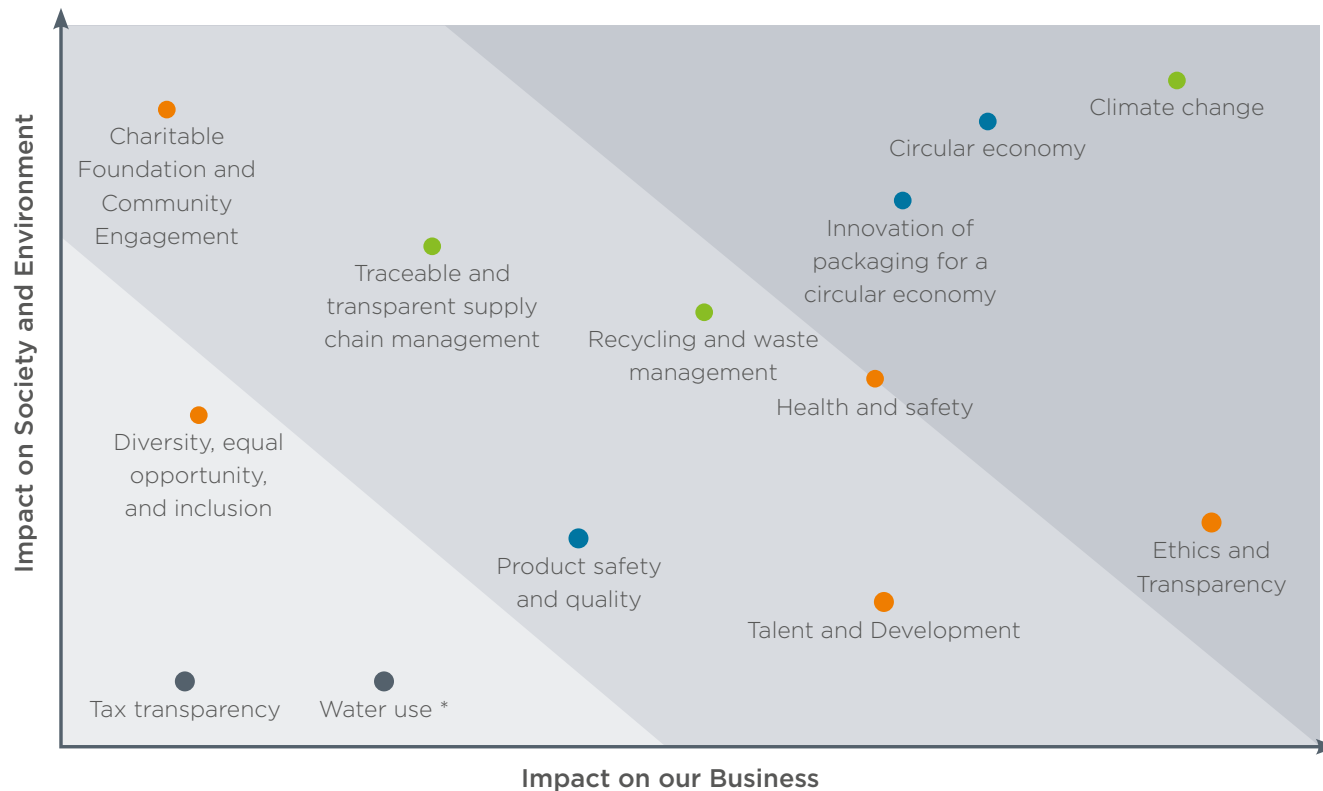 Impact on Society and Environment
Climate change
Charitable
Foundation and
Community
Engagement
Circular economy
Innovation of
packaging for a
circular economy
Traceable and
transparent supply
chain management
Recycling and waste
management
Health and safety
Diversity, equal
opportunity,
and inclusion
Product safety
and quality
Ethics and
Transparency
Talent and Development
Tax transparency
Water use *
Impact on our Business